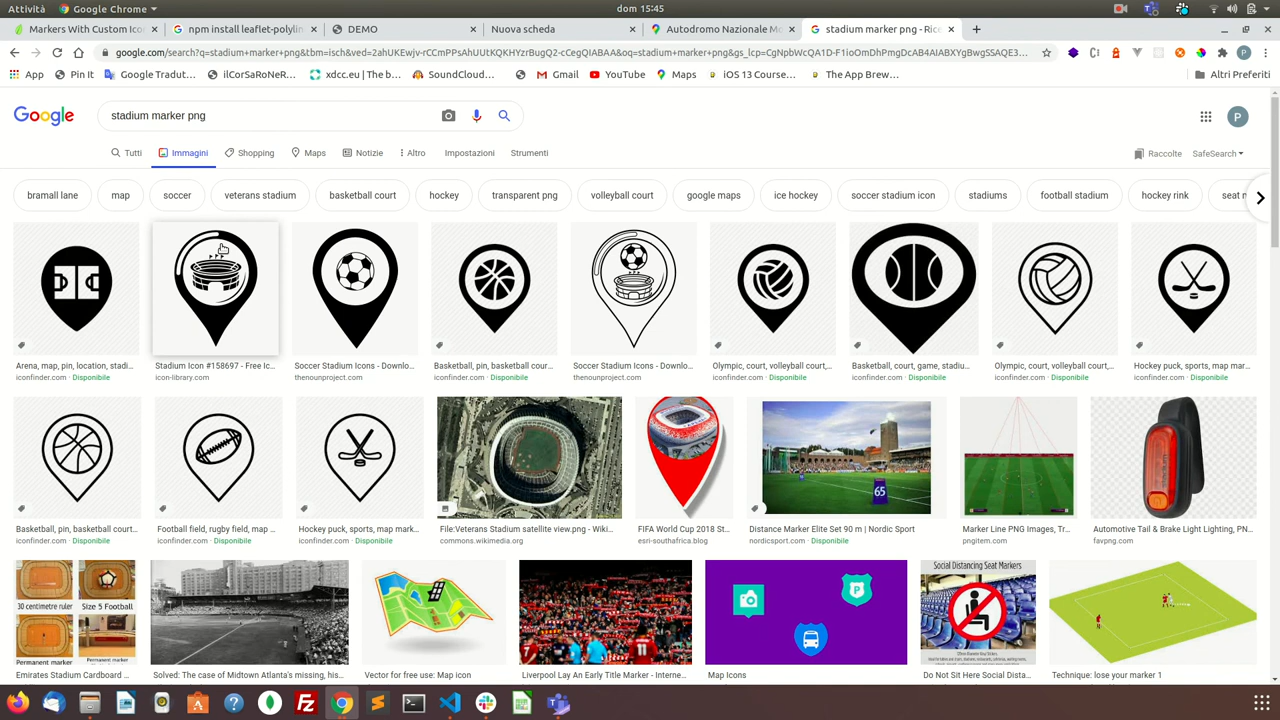 Attività
Google Chrome
dom 15:45
Markers With Custom Ico
npm install leaflet-polylin
DEMO
Nuova scheda
Autodromo Nazionale Mo
stadium marker png - Rice
google.com/search?q=stadium+marker+png&tbm=isch&ved=2ahUKEwjv-rCCmPPsAhUUtKQKHYzrBugQ2-cCegQIABAA&oq=stadium+marker+png&gs_lcp=CgNpbWcQA1D-F1ioOmDhPmgDcAB4AIABXYgBwgSSAQE3...
App
Pin It
Google Tradut...
ilCorSaRoNeR...
xdcc.eu | The b...
SoundCloud...
Gmail
YouTube
Maps
iOS 13 Course...
The App Brew...
Altri Preferiti
Google
stadium marker png
P
Tutti
Immagini
Shopping
Maps
Notizie
Altro
Impostazioni
Strumenti
Raccolte
SafeSearch
bramall lane
map
soccer
veterans stadium
basketball court
hockey
transparent png
volleyball court
google maps
ice hockey
soccer stadium icon
stadiums
football stadium
hockey rink
seat
Arena, map, pin, location, stadi...
iconfinder.com · Disponibile
Stadium Icon #158697 - Free Ic...
icon-library.com
Soccer Stadium Icons - Downlo...
thenounproject.com
Basketball, pin, basketball cour...
iconfinder.com · Disponibile
Soccer Stadium Icons - Downlo...
thenounproject.com
Olympic, court, volleyball court,...
iconfinder.com · Disponibile
Basketball, court, game, stadiu...
iconfinder.com · Disponibile
Olympic, court, volleyball court,...
iconfinder.com · Disponibile
Hockey puck, sports, map mar...
iconfinder.com · Disponibile
65
Basketball, pin, basketball court...
iconfinder.com · Disponibile
Football field, rugby field, map ...
iconfinder.com · Disponibile
Hockey puck, sports, map mark...
iconfinder.com · Disponibile
File:Veterans Stadium satellite view.png - Wiki...
commons.wikimedia.org
FIFA World Cup 2018 St...
esri-southafrica.blog
Distance Marker Elite Set 90 m | Nordic Sport
nordicsport.com · Disponibile
Marker Line PNG Images, Tr...
pngitem.com
Automotive Tail & Brake Light Lighting, PN...
favpng.com
30 centimetre ruler
Size 5 Football
Permanent marker
Permanent marker
P
Social Distancing Seat Markers
Emirates Stadium Cardboard ...
Solved: The case of Midtown Atlanta's missing, his...
Vector for free use: Map icon
Liverpool Lay An Early Title Marker - Interne...
Map Icons
Do Not Sit Here Social Dista...
Technique: lose your marker 1